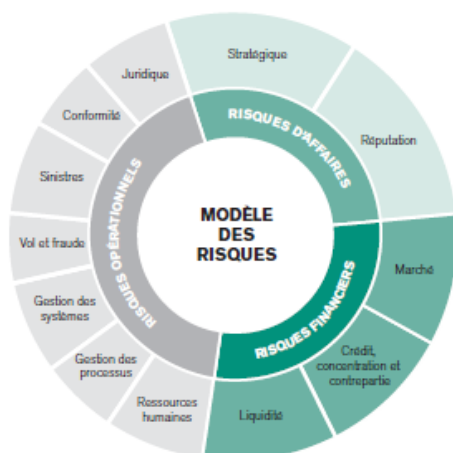 MODÈLE
DES
RISQUES
RISQUES D'AFFAIRES
Stratégique
Réputation
RISQUES FINANCIERS
Marché
Crédit,
concentration et
contrepartie
Liquidité
RISQUES OPÉRATIONNELS
Ressources
humaines
Gestion des
processus
Gestion des
systèmes
Vol et fraude
Sinistres
Conformité
Juridique